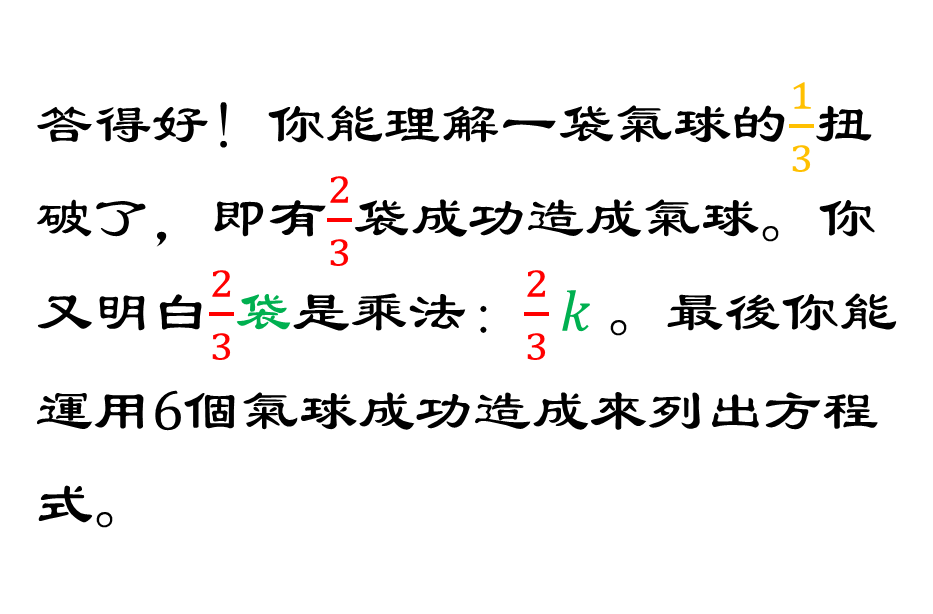 答得好！你能理解一袋氣球的1/3扭
破了，即有2/3袋成功造成氣球。你
又明白2/3袋是乘法：2/3 k 。最後你能
運用6個氣球成功造成來列出方程
式。